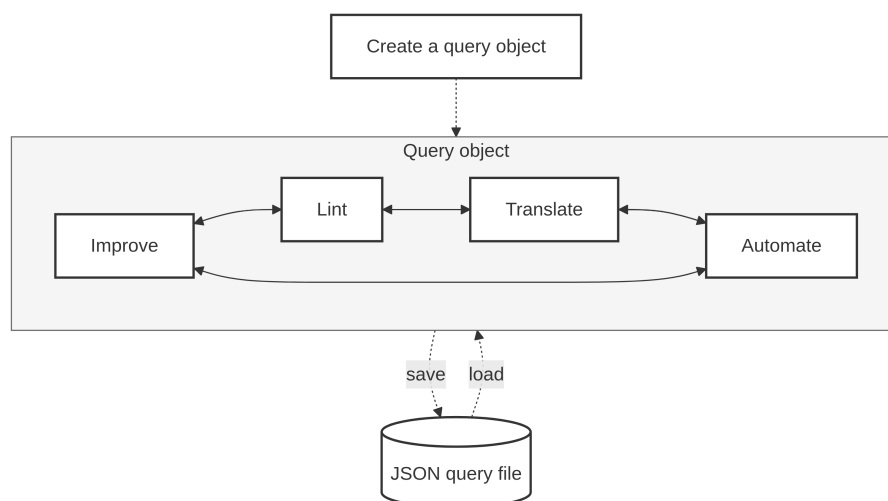 Create a query object
Query object
Lint
Translate
Improve
Automate
save
load
JSON query file